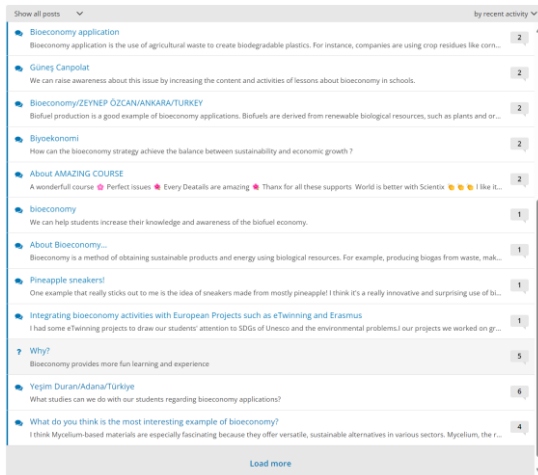 Show all posts
by recent activity
Bioeconomy application
2
Bioeconomy application is the use of agricultural waste to create biodegradable plastics. For instance, companies are using crop residues like corn...
Güneş Canpolat
2
We can raise awareness about this issue by increasing the content and activities of lessons about bioeconomy in schools.
Bioeconomy/ZEYNEP ÖZCAN/ANKARA/TURKEY
2
Biofuel production is a good example of bioeconomy applications. Biofuels are derived from renewable biological resources, such as plants and or...
Biyoekonomi
2
How can the bioeconomy strategy achieve the balance between sustainability and economic growth ?
About AMAZING COURSE
2
A wonderfull course 🌸 Perfect issues 🌺 Every Deatails are amazing 🌺 Thanx for all these supports World is better with Scientix 👏 👏 👏 I like it...
bioeconomy
1
We can help students increase their knowledge and awareness of the biofuel economy.
About Bioeconomy...
1
Bioeconomy is a method of obtaining sustainable products and energy using biological resources. For example, producing biogas from waste, mak...
Pineapple sneakers!
1
One example that really sticks out to me is the idea of sneakers made from mostly pineapple! I think it's a really innovative and surprising use of bi...
Integrating bioeconomy activities with European Projects such as eTwinning and Erasmus
1
I had some eTwinning projects to draw our students' attention to SDGs of Unesco and the environmental problems.I our projects we worked on gr...
? Why?
5
Bioeconomy provides more fun learning and experience
Yeşim Duran/Adana/Türkiye
6
What studies can we do with our students regarding bioeconomy applications?
What do you think is the most interesting example of bioeconomy?
4
I think Mycelium-based materials are especially fascinating because they offer versatile, sustainable alternatives in various sectors. Mycelium, the r...
Load more